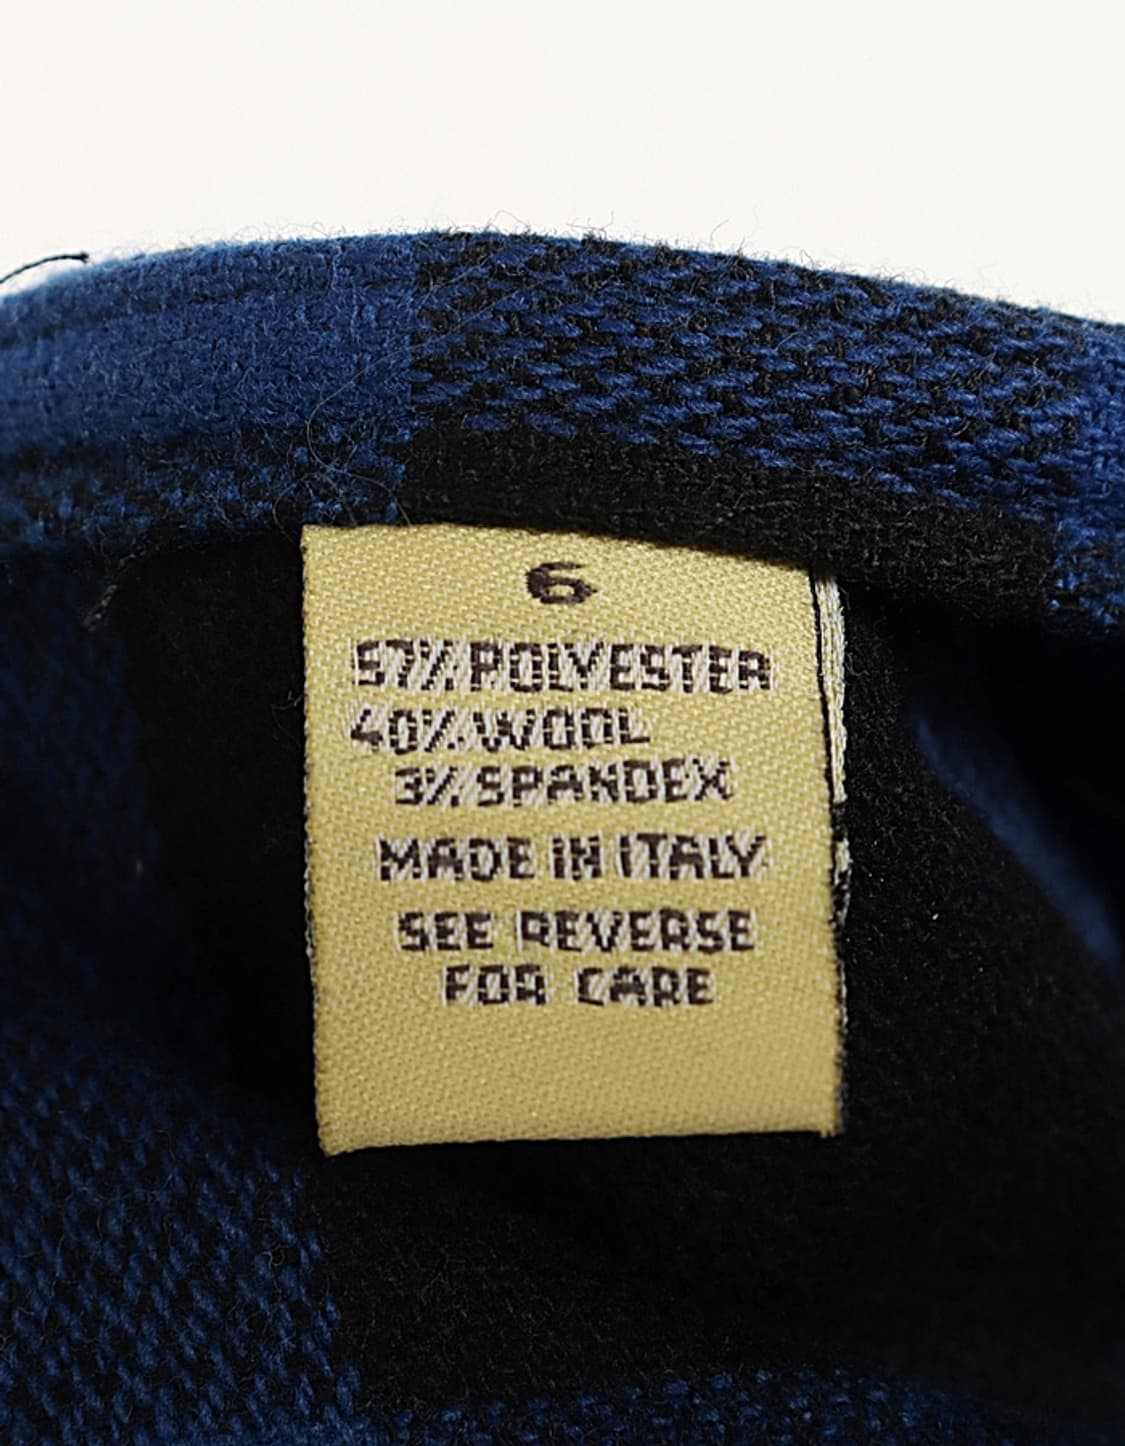 6
57% POLYESTER
40% WOOL
3% SPANDEX
MADE IN ITALY
SEE REVERSE
FOR CARE